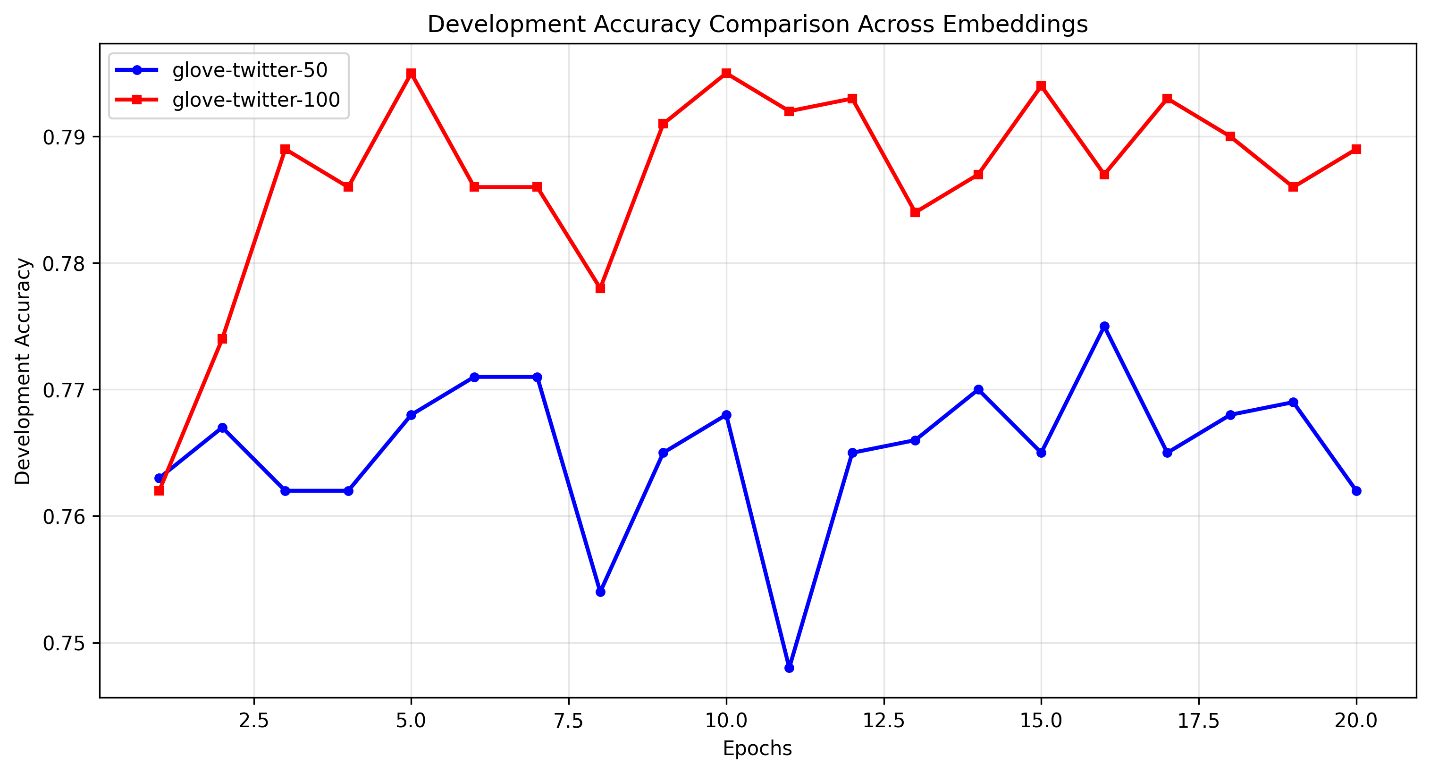 Development Accuracy Comparison Across Embeddings
glove-twitter-50
glove-twitter-100
Development Accuracy
0.79
0.78
0.77
0.76
0.75
2.5 5.0 7.5 10.0 12.5 15.0 17.5 20.0
Epochs